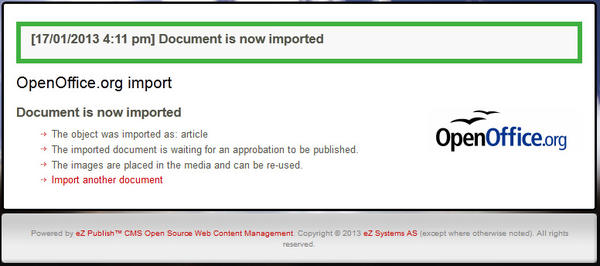 [17/01/2013 4:11 pm] Document is now imported
OpenOffice.org import
Document is now imported
The object was imported as: article
The imported document is waiting for an approbation to be published.
The images are placed in the media and can be re-used.
Import another document
OpenOffice.org
Powered by eZ Publish™ CMS Open Source Web Content Management. Copyright © 2013 eZ Systems AS (except where otherwise noted). All rights
reserved.